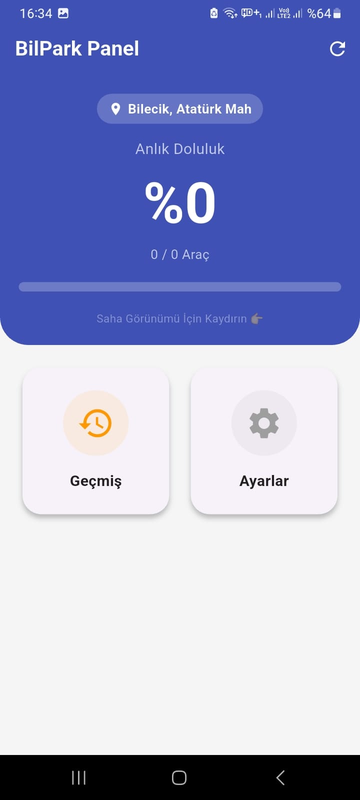 16:34 %64
BilPark Panel
Bilecik, Atatürk Mah
Anlık Doluluk
%0
0 / 0 Araç
Saha Görünümü İçin Kaydırın 👉
Geçmiş
Ayarlar